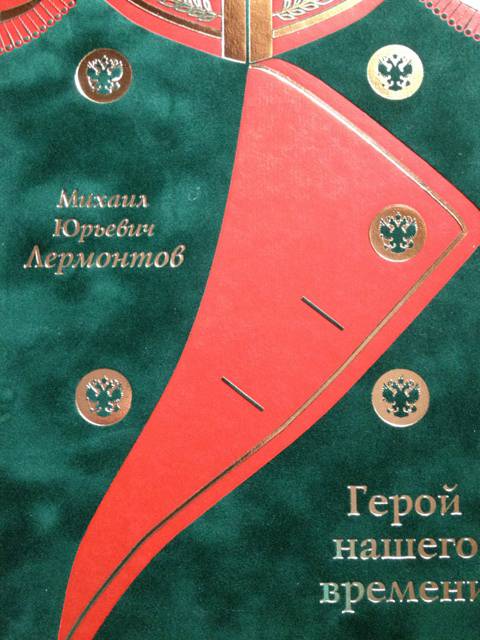 Михаил
Юрьевич
Лермонтов
Герой
нашего
времени